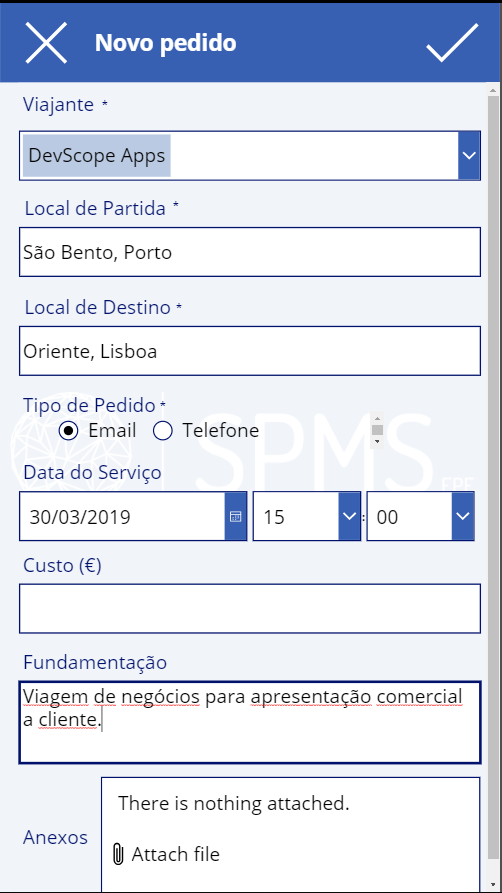 Novo pedido
Viajante *
DevScope Apps
Local de Partida *
São Bento, Porto
Local de Destino *
Oriente, Lisboa
Tipo de Pedido *
Email Telefone
SPMS
EPE
Data do Serviço
30/03/2019 15 : 00
Custo (€)
Fundamentação
Viagem de negócios para apresentação comercial
a cliente.
There is nothing attached.
Anexos
Attach file